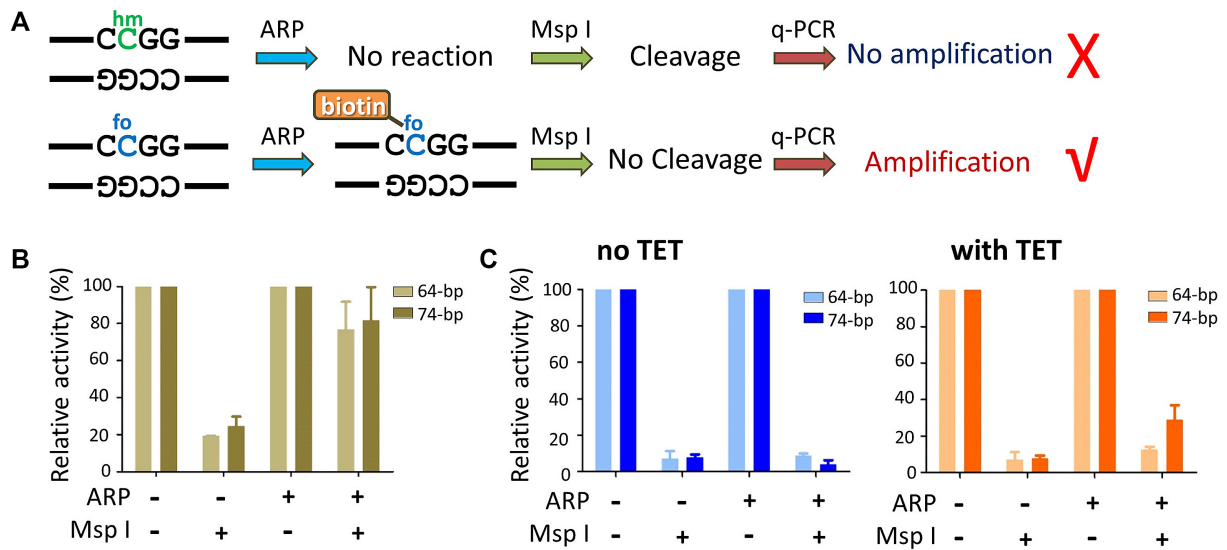 A
hm
CCGG
GGCC
ARP
No reaction
Msp I
Cleavage
q-PCR
No amplification
X
fo
CCGG
GGCC
ARP
biotin
fo
CCGG
GGCC
Msp I
No Cleavage
q-PCR
Amplification
√
B
Relative activity (%)
100
80
60
40
20
0
64-bp
74-bp
ARP - - + +
Msp I - + - +
C
no TET
Relative activity (%)
100
80
60
40
20
0
64-bp
74-bp
ARP - - + +
Msp I - + - +
with TET
100
80
60
40
20
0
64-bp
74-bp
- - + +
- + - +